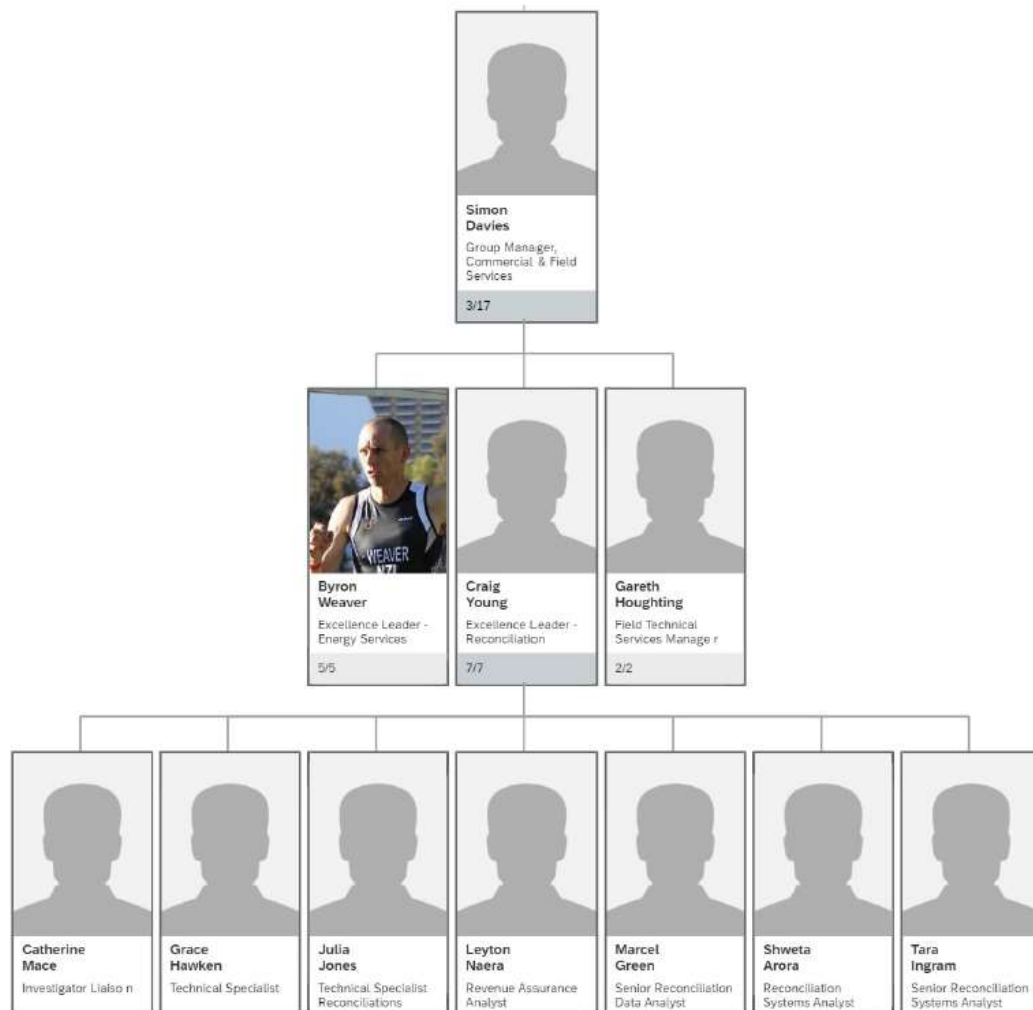 Simon
Davies
Group Manager,
Commercial & Field
Services
3/17
WEAVER
NZL
Byron
Weaver
Excellence Leader -
Energy Services
5/5
Craig
Young
Excellence Leader -
Reconciliation
7/7
Gareth
Houghting
Field Technical
Services Manage r
2/2
Catherine
Mace
Investigator Liaiso n
Grace
Hawken
Technical Specialist
Julia
Jones
Technical Specialist
Reconciliations
Leyton
Naera
Revenue Assurance
Analyst
Marcel
Green
Senior Reconciliation
Data Analyst
Shweta
Arora
Reconciliation
Systems Analyst
Tara
Ingram
Senior Reconciliation
Systems Analyst